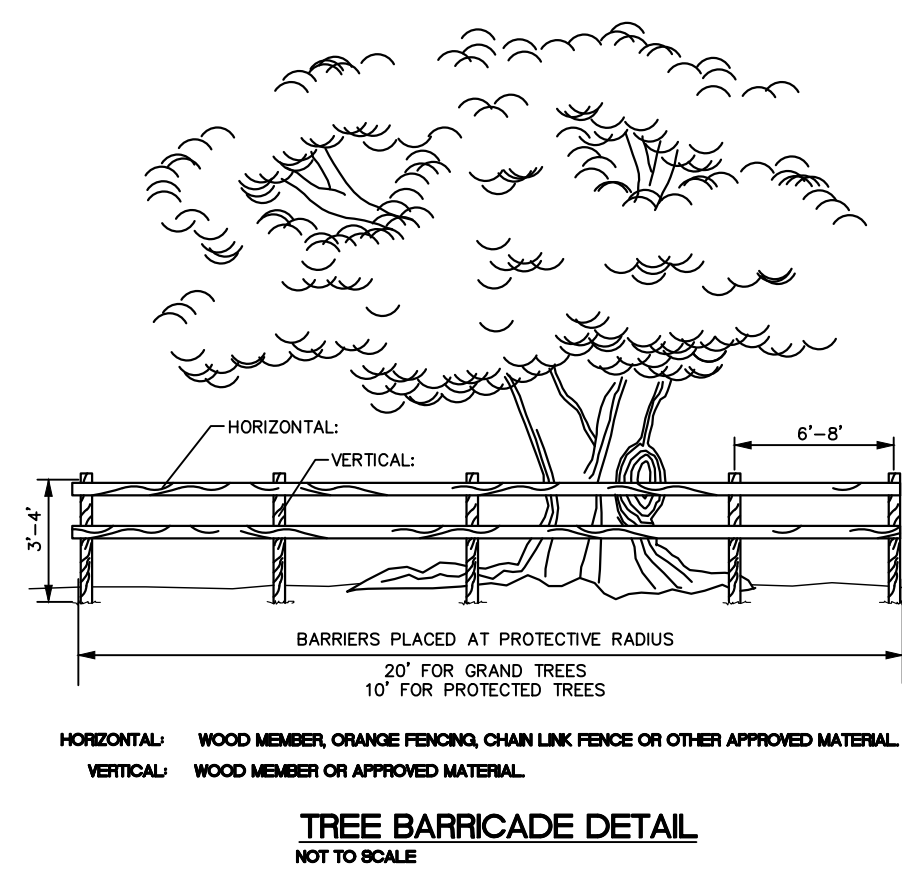 HORIZONTAL:
6'-8'
VERTICAL:
3'-4'
BARRIERS PLACED AT PROTECTIVE RADIUS
20' FOR GRAND TREES
10' FOR PROTECTED TREES
HORIZONTAL: WOOD MEMBER, ORANGE FENCING, CHAIN LINK FENCE OR OTHER APPROVED MATERIAL.
VERTICAL: WOOD MEMBER OR APPROVED MATERIAL.
TREE BARRICADE DETAIL
NOT TO SCALE